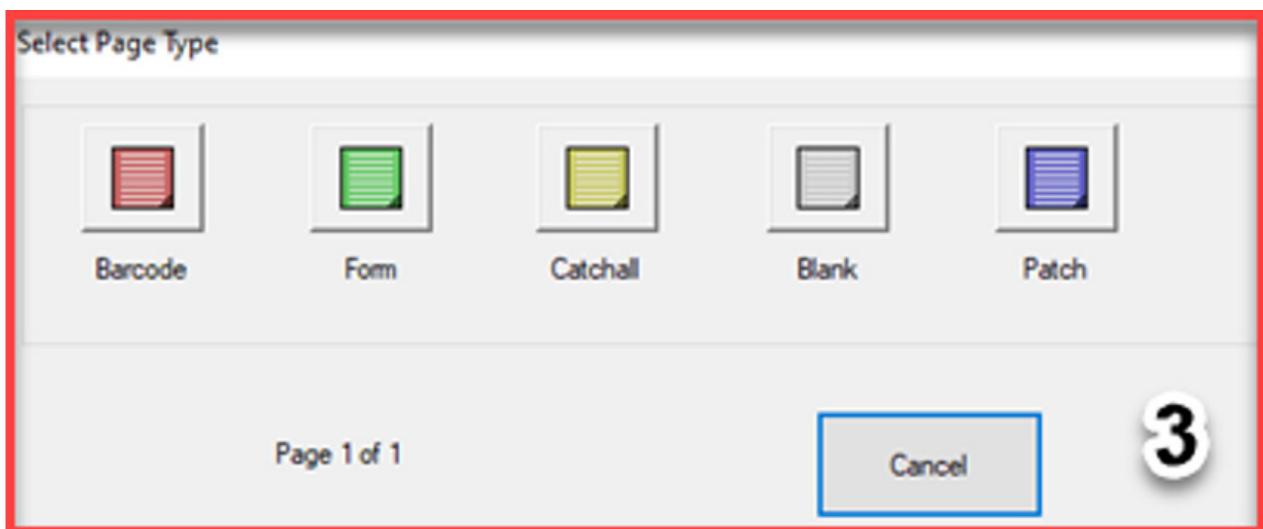 Select Page Type
Barcode Form Catchall Blank Patch
Page 1 of 1
Cancel
3